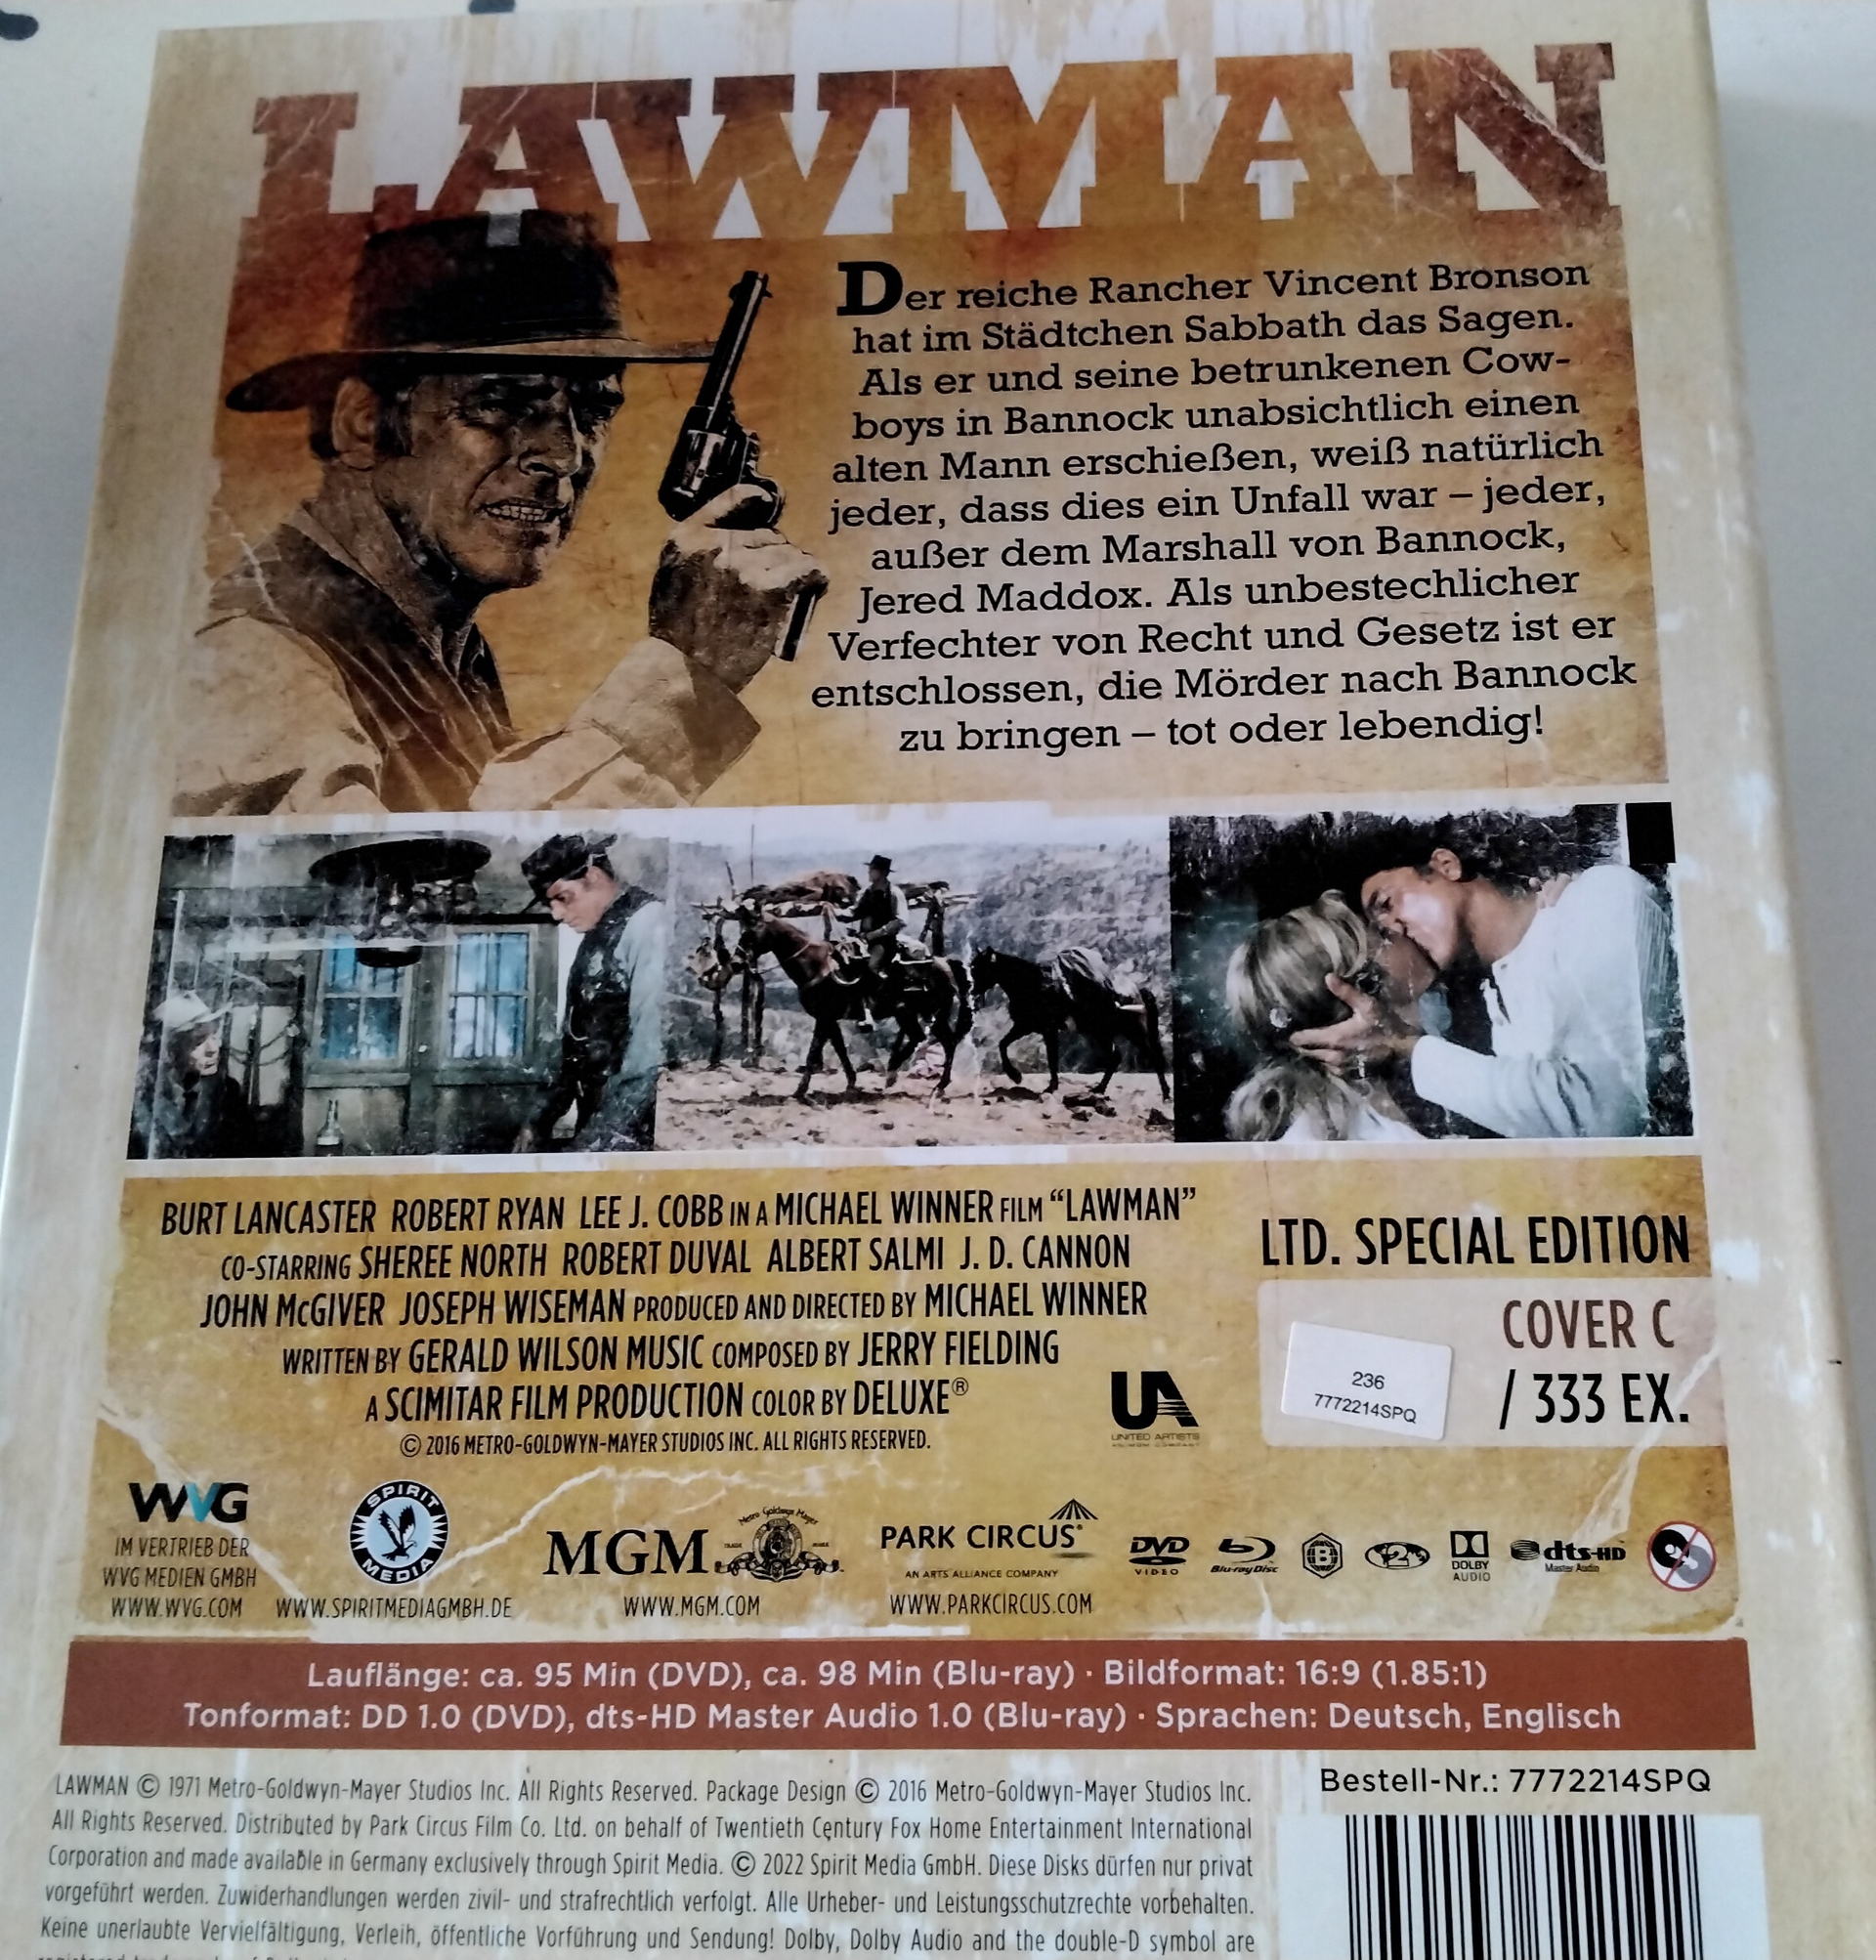 LAWMAN
Der reiche Rancher Vincent Bronson
hat im Städtchen Sabbath das Sagen.
Als er und seine betrunkenen Cow-
boys in Bannock unabsichtlich einen
alten Mann erschießen, weiß natürlich
jeder, dass dies ein Unfall war – jeder,
außer dem Marshall von Bannock,
Jered Maddox. Als unbestechlicher
Verfechter von Recht und Gesetz ist er
entschlossen, die Mörder nach Bannock
zu bringen – tot oder lebendig!
BURT LANCASTER ROBERT RYAN LEE J. COBB IN A MICHAEL WINNER FILM “LAWMAN”
CO-STARRING SHEREE NORTH ROBERT DUVAL ALBERT SALMI J. D. CANNON
JOHN McGIVER JOSEPH WISEMAN PRODUCED AND DIRECTED BY MICHAEL WINNER
WRITTEN BY GERALD WILSON MUSIC COMPOSED BY JERRY FIELDING
A SCIMITAR FILM PRODUCTION COLOR BY DELUXE®
© 2016 METRO-GOLDWYN-MAYER STUDIOS INC. ALL RIGHTS RESERVED.
UA
UNITED ARTISTS
LTD. SPECIAL EDITION
COVER C
/ 333 EX.
236
7772214SPQ
WVG
IM VERTRIEB DER
WVG MEDIEN GMBH
WWW.WVG.COM
SPIRIT MEDIA
WWW.SPIRITMEDIAGMBH.DE
MGM
Metro Goldwyn Mayer
WWW.MGM.COM
PARK CIRCUS®
AN ARTS ALLIANCE COMPANY
WWW.PARKCIRCUS.COM
DVD VIDEO
Blu-ray Disc
B
2
DOLBY AUDIO
dts-HD Master Audio
Lauflänge: ca. 95 Min (DVD), ca. 98 Min (Blu-ray) · Bildformat: 16:9 (1.85:1)
Tonformat: DD 1.0 (DVD), dts-HD Master Audio 1.0 (Blu-ray) · Sprachen: Deutsch, Englisch
LAWMAN © 1971 Metro-Goldwyn-Mayer Studios Inc. All Rights Reserved. Package Design © 2016 Metro-Goldwyn-Mayer Studios Inc.
All Rights Reserved. Distributed by Park Circus Film Co. Ltd. on behalf of Twentieth Century Fox Home Entertainment International
Corporation and made available in Germany exclusively through Spirit Media. © 2022 Spirit Media GmbH. Diese Disks dürfen nur privat
vorgeführt werden. Zuwiderhandlungen werden zivil- und strafrechtlich verfolgt. Alle Urheber- und Leistungsschutzrechte vorbehalten.
Keine unerlaubte Vervielfältigung, Verleih, öffentliche Vorführung und Sendung! Dolby, Dolby Audio and the double-D symbol are
Bestell-Nr.: 7772214SPQ